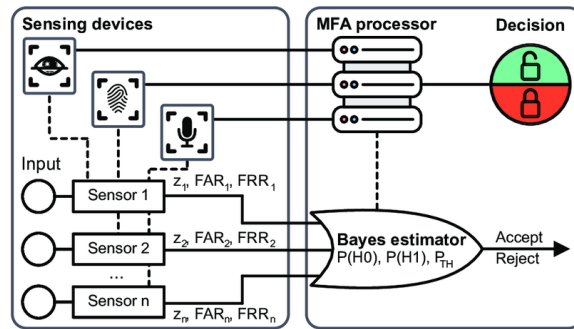 Sensing devices
MFA processor
Decision
Input
Sensor 1
z1, FAR1, FRR1
Sensor 2
z2, FAR2, FRR2
...
Sensor n
zn, FARn, FRRn
Bayes estimator
P(H0), P(H1), PTH
Accept
Reject